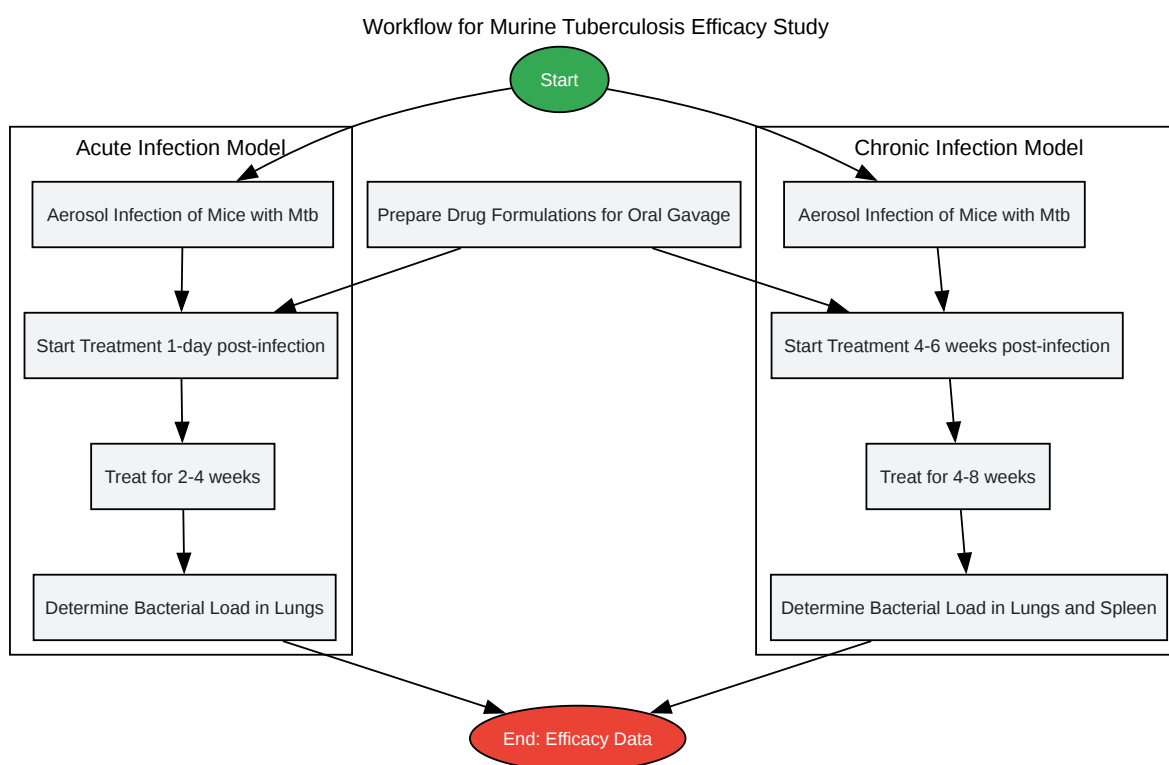 Workflow for Murine Tuberculosis Efficacy Study
Start
Acute Infection Model
Chronic Infection Model
Aerosol Infection of Mice with Mtb
Prepare Drug Formulations for Oral Gavage
Aerosol Infection of Mice with Mtb
Start Treatment 1-day post-infection
Start Treatment 4-6 weeks post-infection
Treat for 2-4 weeks
Treat for 4-8 weeks
Determine Bacterial Load in Lungs
Determine Bacterial Load in Lungs and Spleen
End: Efficacy Data